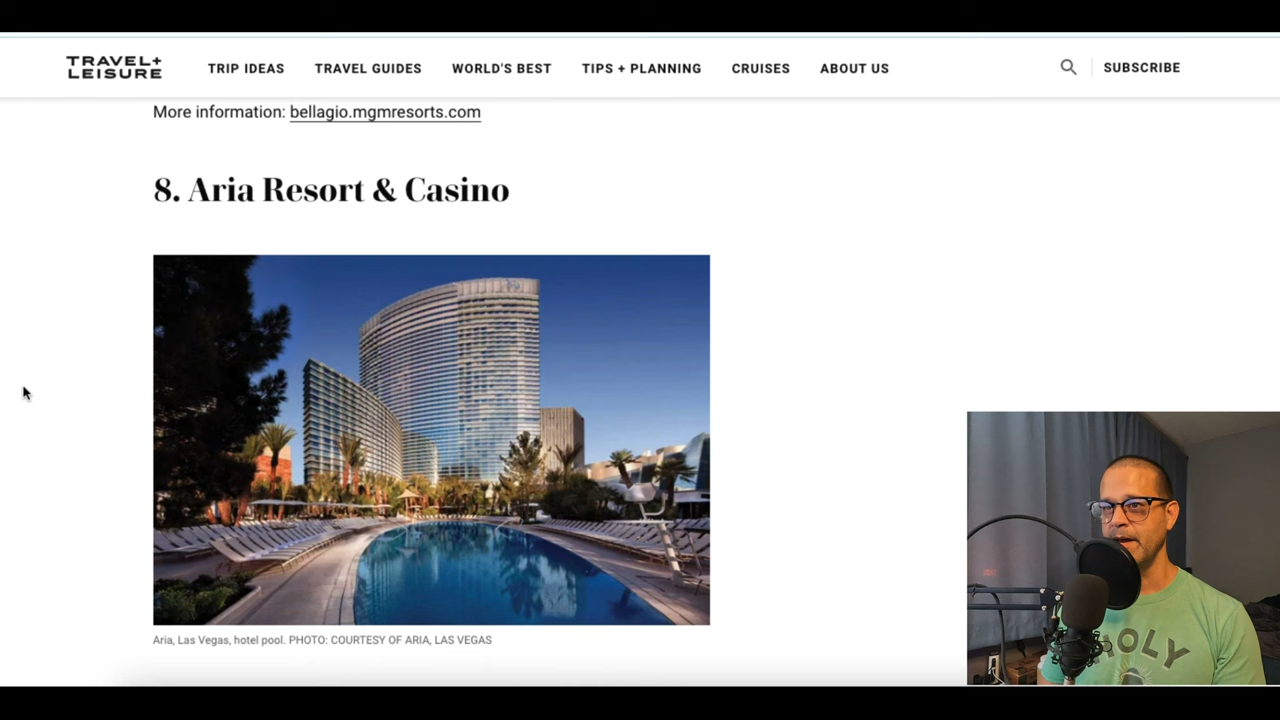 TRAVEL+
LEISURE
TRIP IDEAS TRAVEL GUIDES WORLD'S BEST TIPS + PLANNING CRUISES ABOUT US SUBSCRIBE
More information: bellagio.mgmresorts.com
8. Aria Resort & Casino
Aria, Las Vegas, hotel pool. PHOTO: COURTESY OF ARIA, LAS VEGAS
HOLY